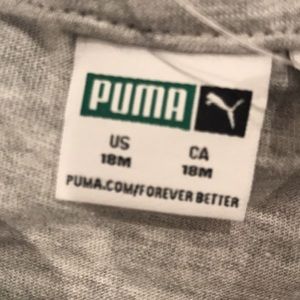 PUMA
US CA
18M 18M
PUMA.COM/FOREVER BETTER